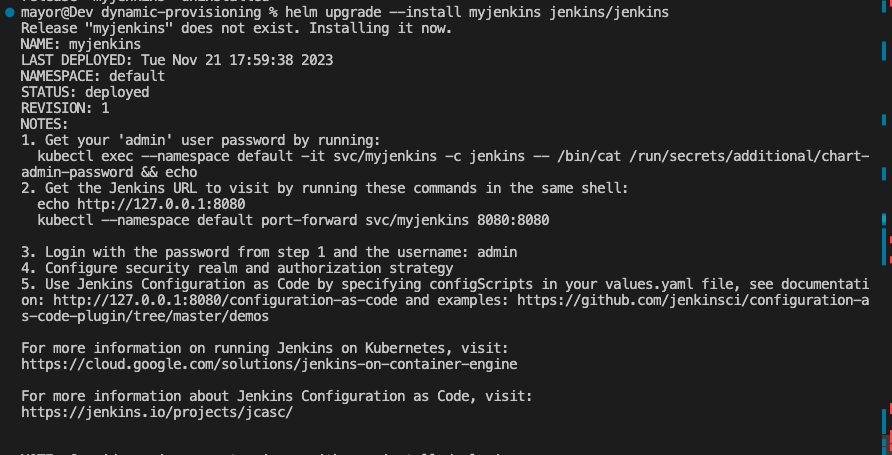 mayor@Dev dynamic-provisioning % helm upgrade --install myjenkins jenkins/jenkins
Release "myjenkins" does not exist. Installing it now.
NAME: myjenkins
LAST DEPLOYED: Tue Nov 21 17:59:38 2023
NAMESPACE: default
STATUS: deployed
REVISION: 1
NOTES:
1. Get your 'admin' user password by running:
  kubectl exec --namespace default -it svc/myjenkins -c jenkins -- /bin/cat /run/secrets/additional/chart-
admin-password && echo
2. Get the Jenkins URL to visit by running these commands in the same shell:
  echo http://127.0.0.1:8080
  kubectl --namespace default port-forward svc/myjenkins 8080:8080
3. Login with the password from step 1 and the username: admin
4. Configure security realm and authorization strategy
5. Use Jenkins Configuration as Code by specifying configScripts in your values.yaml file, see documentati
on: http://127.0.0.1:8080/configuration-as-code and examples: https://github.com/jenkinsci/configuration-a
s-code-plugin/tree/master/demos
For more information on running Jenkins on Kubernetes, visit:
https://cloud.google.com/solutions/jenkins-on-container-engine
For more information about Jenkins Configuration as Code, visit:
https://jenkins.io/projects/jcasc/